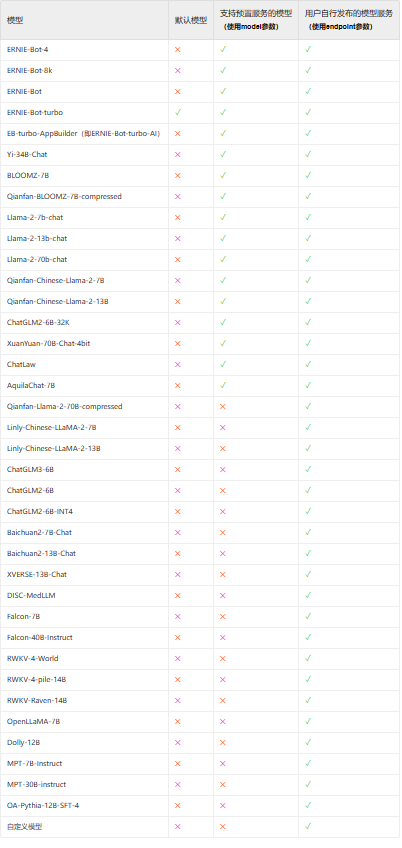 模型 默认模型 支持预置服务的模型 用户自行发布的模型服务
（使用model参数） （使用endpoint参数）
ERNIE-Bot-4 × ✓ ✓
ERNIE-Bot-8k × ✓ ✓
ERNIE-Bot × ✓ ✓
ERNIE-Bot-turbo ✓ ✓ ✓
EB-turbo-AppBuilder（即ERNIE-Bot-turbo-AI） × ✓ ✓
Yi-34B-Chat × ✓ ✓
BLOOMZ-7B × ✓ ✓
Qianfan-BLOOMZ-7B-compressed × ✓ ✓
Llama-2-7b-chat × ✓ ✓
Llama-2-13b-chat × ✓ ✓
Llama-2-70b-chat × ✓ ✓
Qianfan-Chinese-Llama-2-7B × ✓ ✓
Qianfan-Chinese-Llama-2-13B × ✓ ✓
ChatGLM2-6B-32K × ✓ ✓
XuanYuan-70B-Chat-4bit × ✓ ✓
ChatLaw × ✓ ✓
AquilaChat-7B × ✓ ✓
Qianfan-Llama-2-70B-compressed × × ✓
Linly-Chinese-LLaMA-2-7B × × ✓
Linly-Chinese-LLaMA-2-13B × × ✓
ChatGLM3-6B × × ✓
ChatGLM2-6B × × ✓
ChatGLM2-6B-INT4 × × ✓
Baichuan2-7B-Chat × × ✓
Baichuan2-13B-Chat × × ✓
XVERSE-13B-Chat × × ✓
DISC-MedLLM × × ✓
Falcon-7B × × ✓
Falcon-40B-Instruct × × ✓
RWKV-4-World × × ✓
RWKV-4-pile-14B × × ✓
RWKV-Raven-14B × × ✓
OpenLLaMA-7B × × ✓
Dolly-12B × × ✓
MPT-7B-Instruct × × ✓
MPT-30B-instruct × × ✓
OA-Pythia-12B-SFT-4 × × ✓
自定义模型 × × ✓